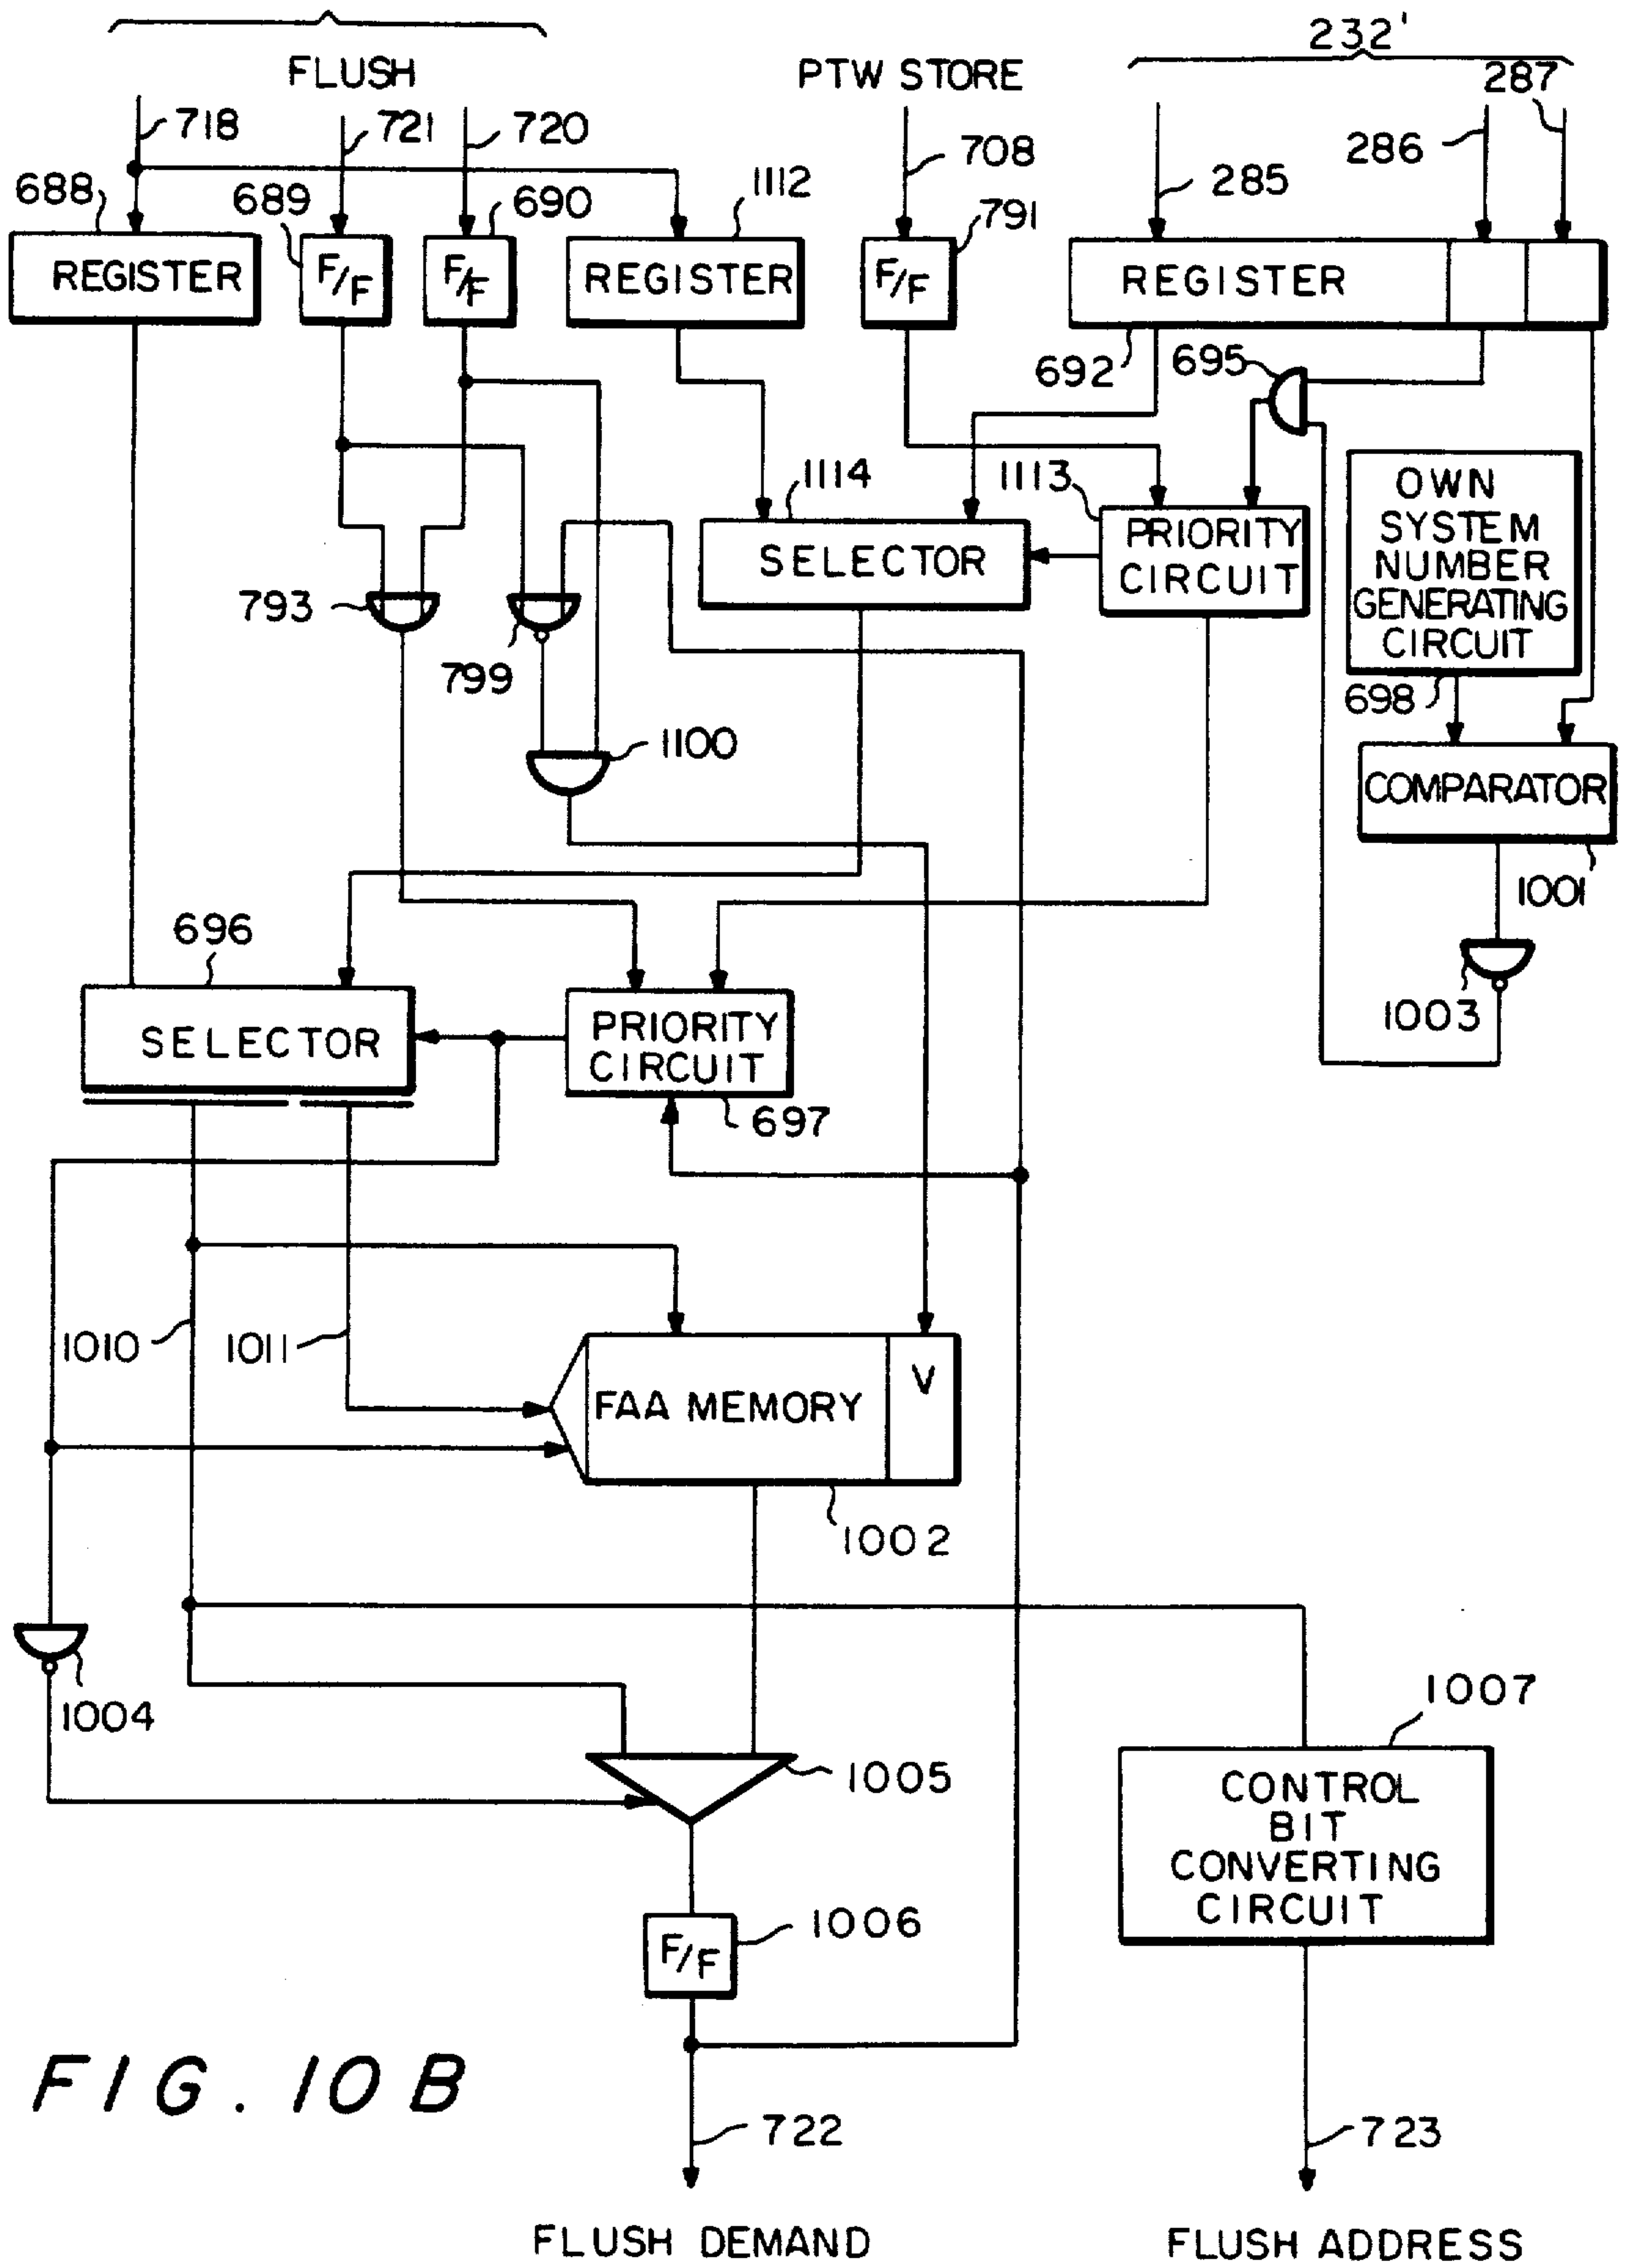 232'
FLUSH
PTW STORE
287
718
721
720
708
286
285
688
689
690
1112
791
REGISTER
F/F
F/F
REGISTER
F/F
REGISTER
692
695
1114
1113
OWN
SYSTEM
NUMBER
GENERATING
CIRCUIT
SELECTOR
PRIORITY
CIRCUIT
793
799
698
1100
COMPARATOR
1001
696
1003
SELECTOR
PRIORITY
CIRCUIT
697
1010
1011
FAA MEMORY
V
1002
1004
1007
1005
CONTROL
BIT
CONVERTING
CIRCUIT
1006
F/F
FIG. 10B
722
723
FLUSH DEMAND
FLUSH ADDRESS